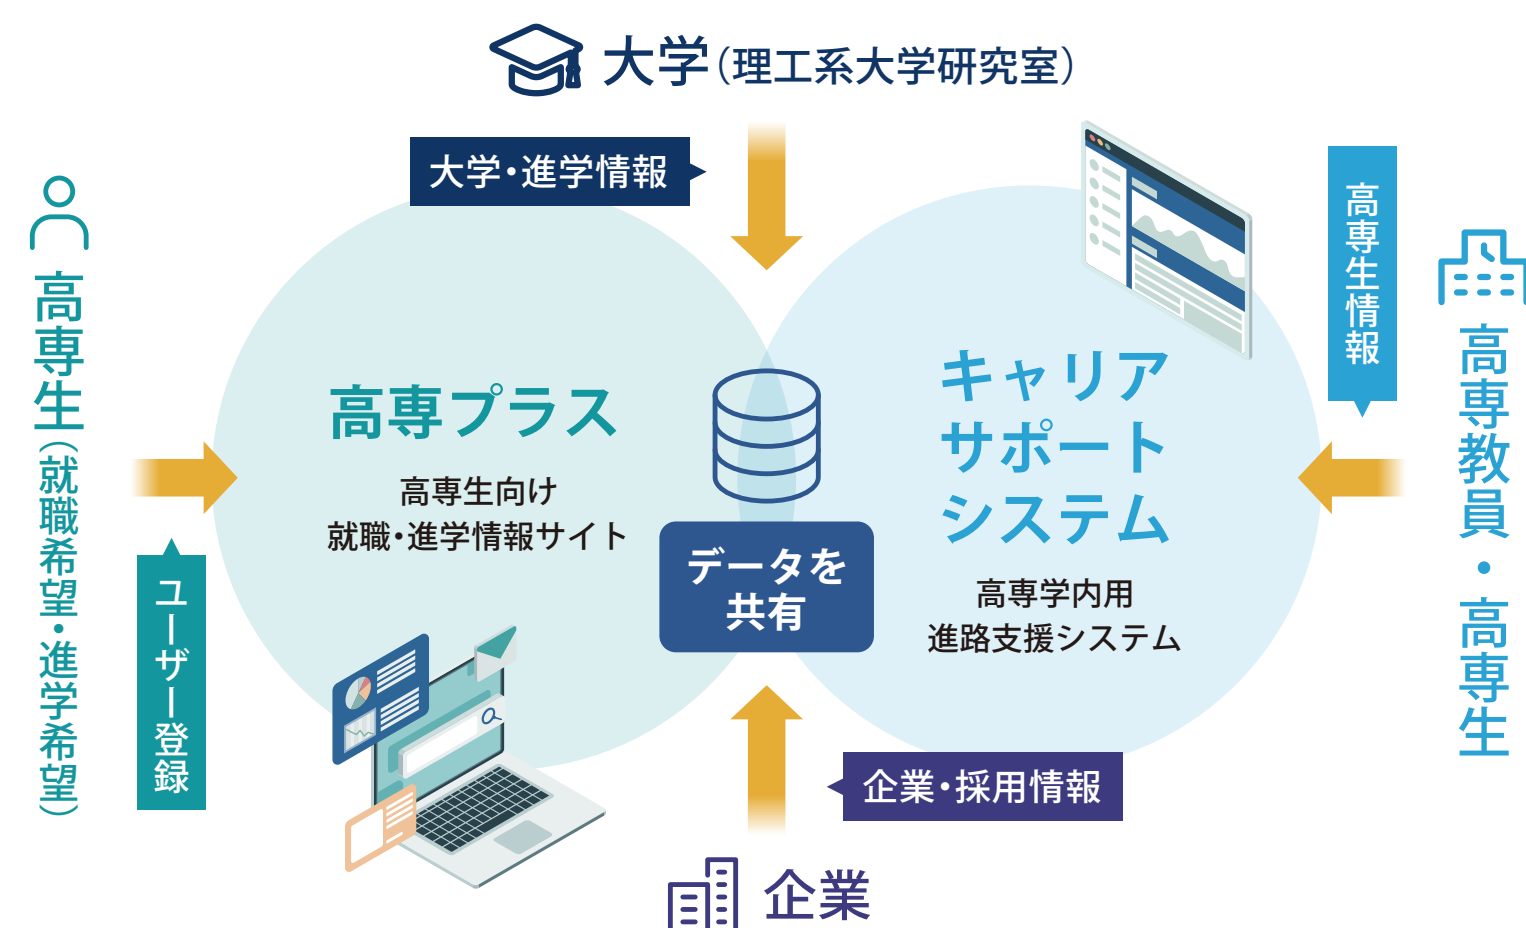 大学（理工系大学研究室）
大学・進学情報
高専生（就職希望・進学希望）
ユーザー登録
高専プラス
高専生向け
就職・進学情報サイト
データを
共有
キャリア
サポート
システム
高専学内用
進路支援システム
高専生情報
高専教員・高専生
企業・採用情報
企業